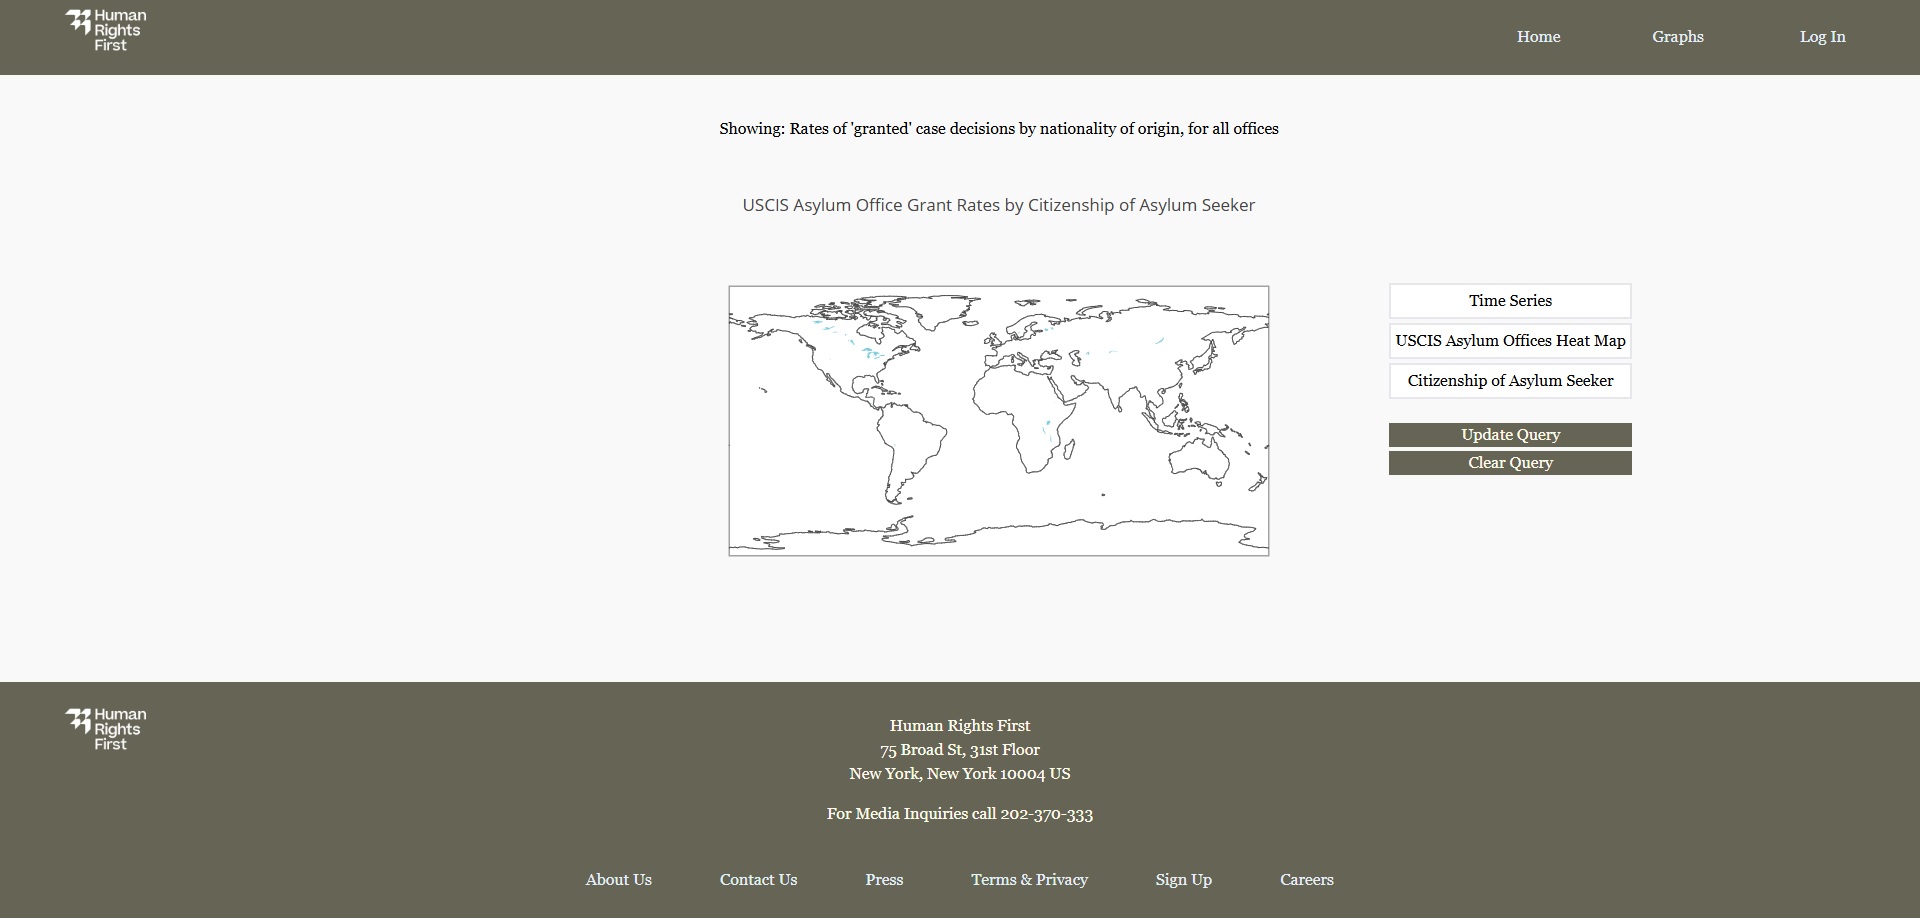 Human
Rights
First
Home
Graphs
Log In
Showing: Rates of 'granted' case decisions by nationality of origin, for all offices
USCIS Asylum Office Grant Rates by Citizenship of Asylum Seeker
Time Series
USCIS Asylum Offices Heat Map
Citizenship of Asylum Seeker
Update Query
Clear Query
Human
Rights
First
Human Rights First
75 Broad St, 31st Floor
New York, New York 10004 US
For Media Inquiries call 202-370-333
About Us
Contact Us
Press
Terms & Privacy
Sign Up
Careers